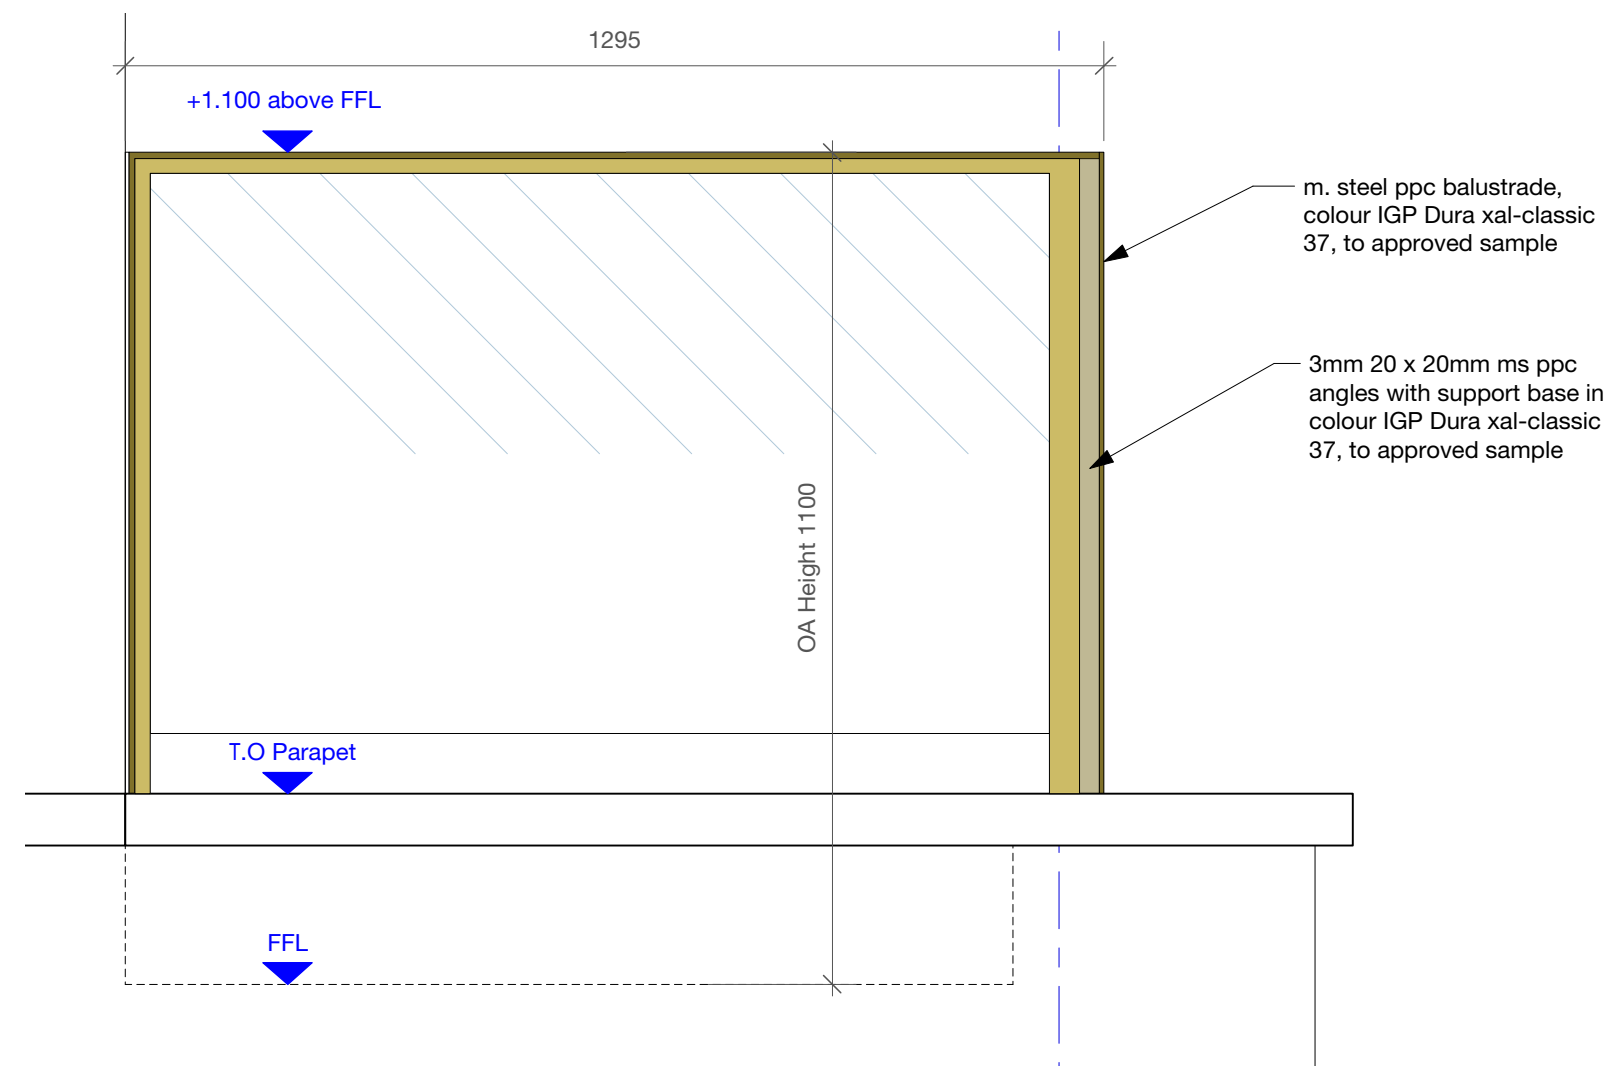 1295
+1.100 above FFL
m. steel ppc balustrade,
colour IGP Dura xal-classic
37, to approved sample
3mm 20 x 20mm ms ppc
angles with support base in
colour IGP Dura xal-classic
37, to approved sample
OA Height 1100
T.O Parapet
FFL